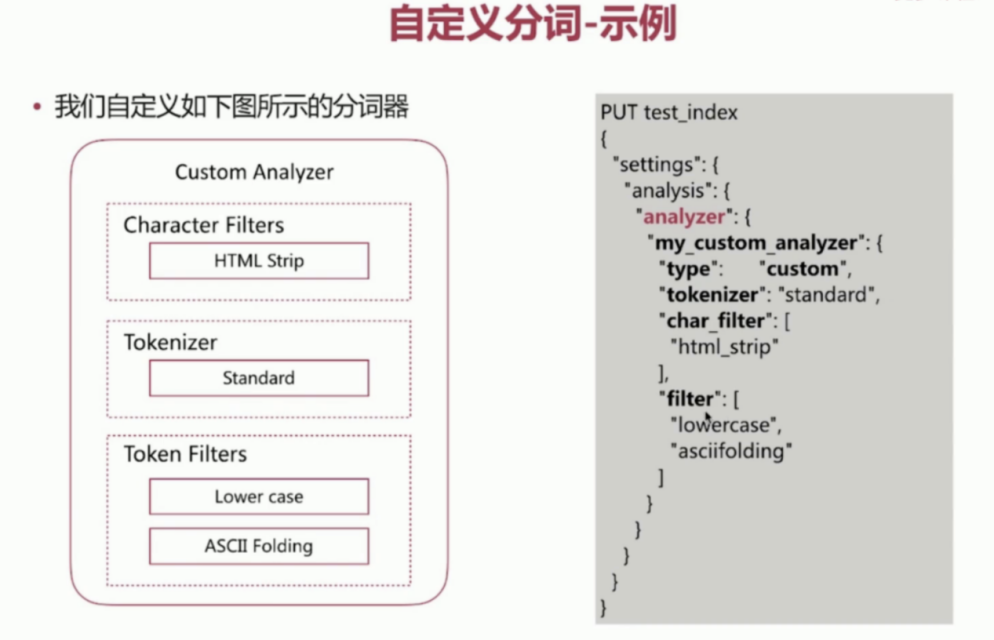 自定义分词-示例
• 我们自定义如下图所示的分词器
Custom Analyzer
Character Filters
HTML Strip
Tokenizer
Standard
Token Filters
Lower case
ASCII Folding
PUT test_index
{
"settings": {
"analysis": {
"analyzer": {
"my_custom_analyzer": {
"type": "custom",
"tokenizer": "standard",
"char_filter": [
"html_strip"
],
"filter": [
"lowercase",
"asciifolding"
]
}
}
}
}
}